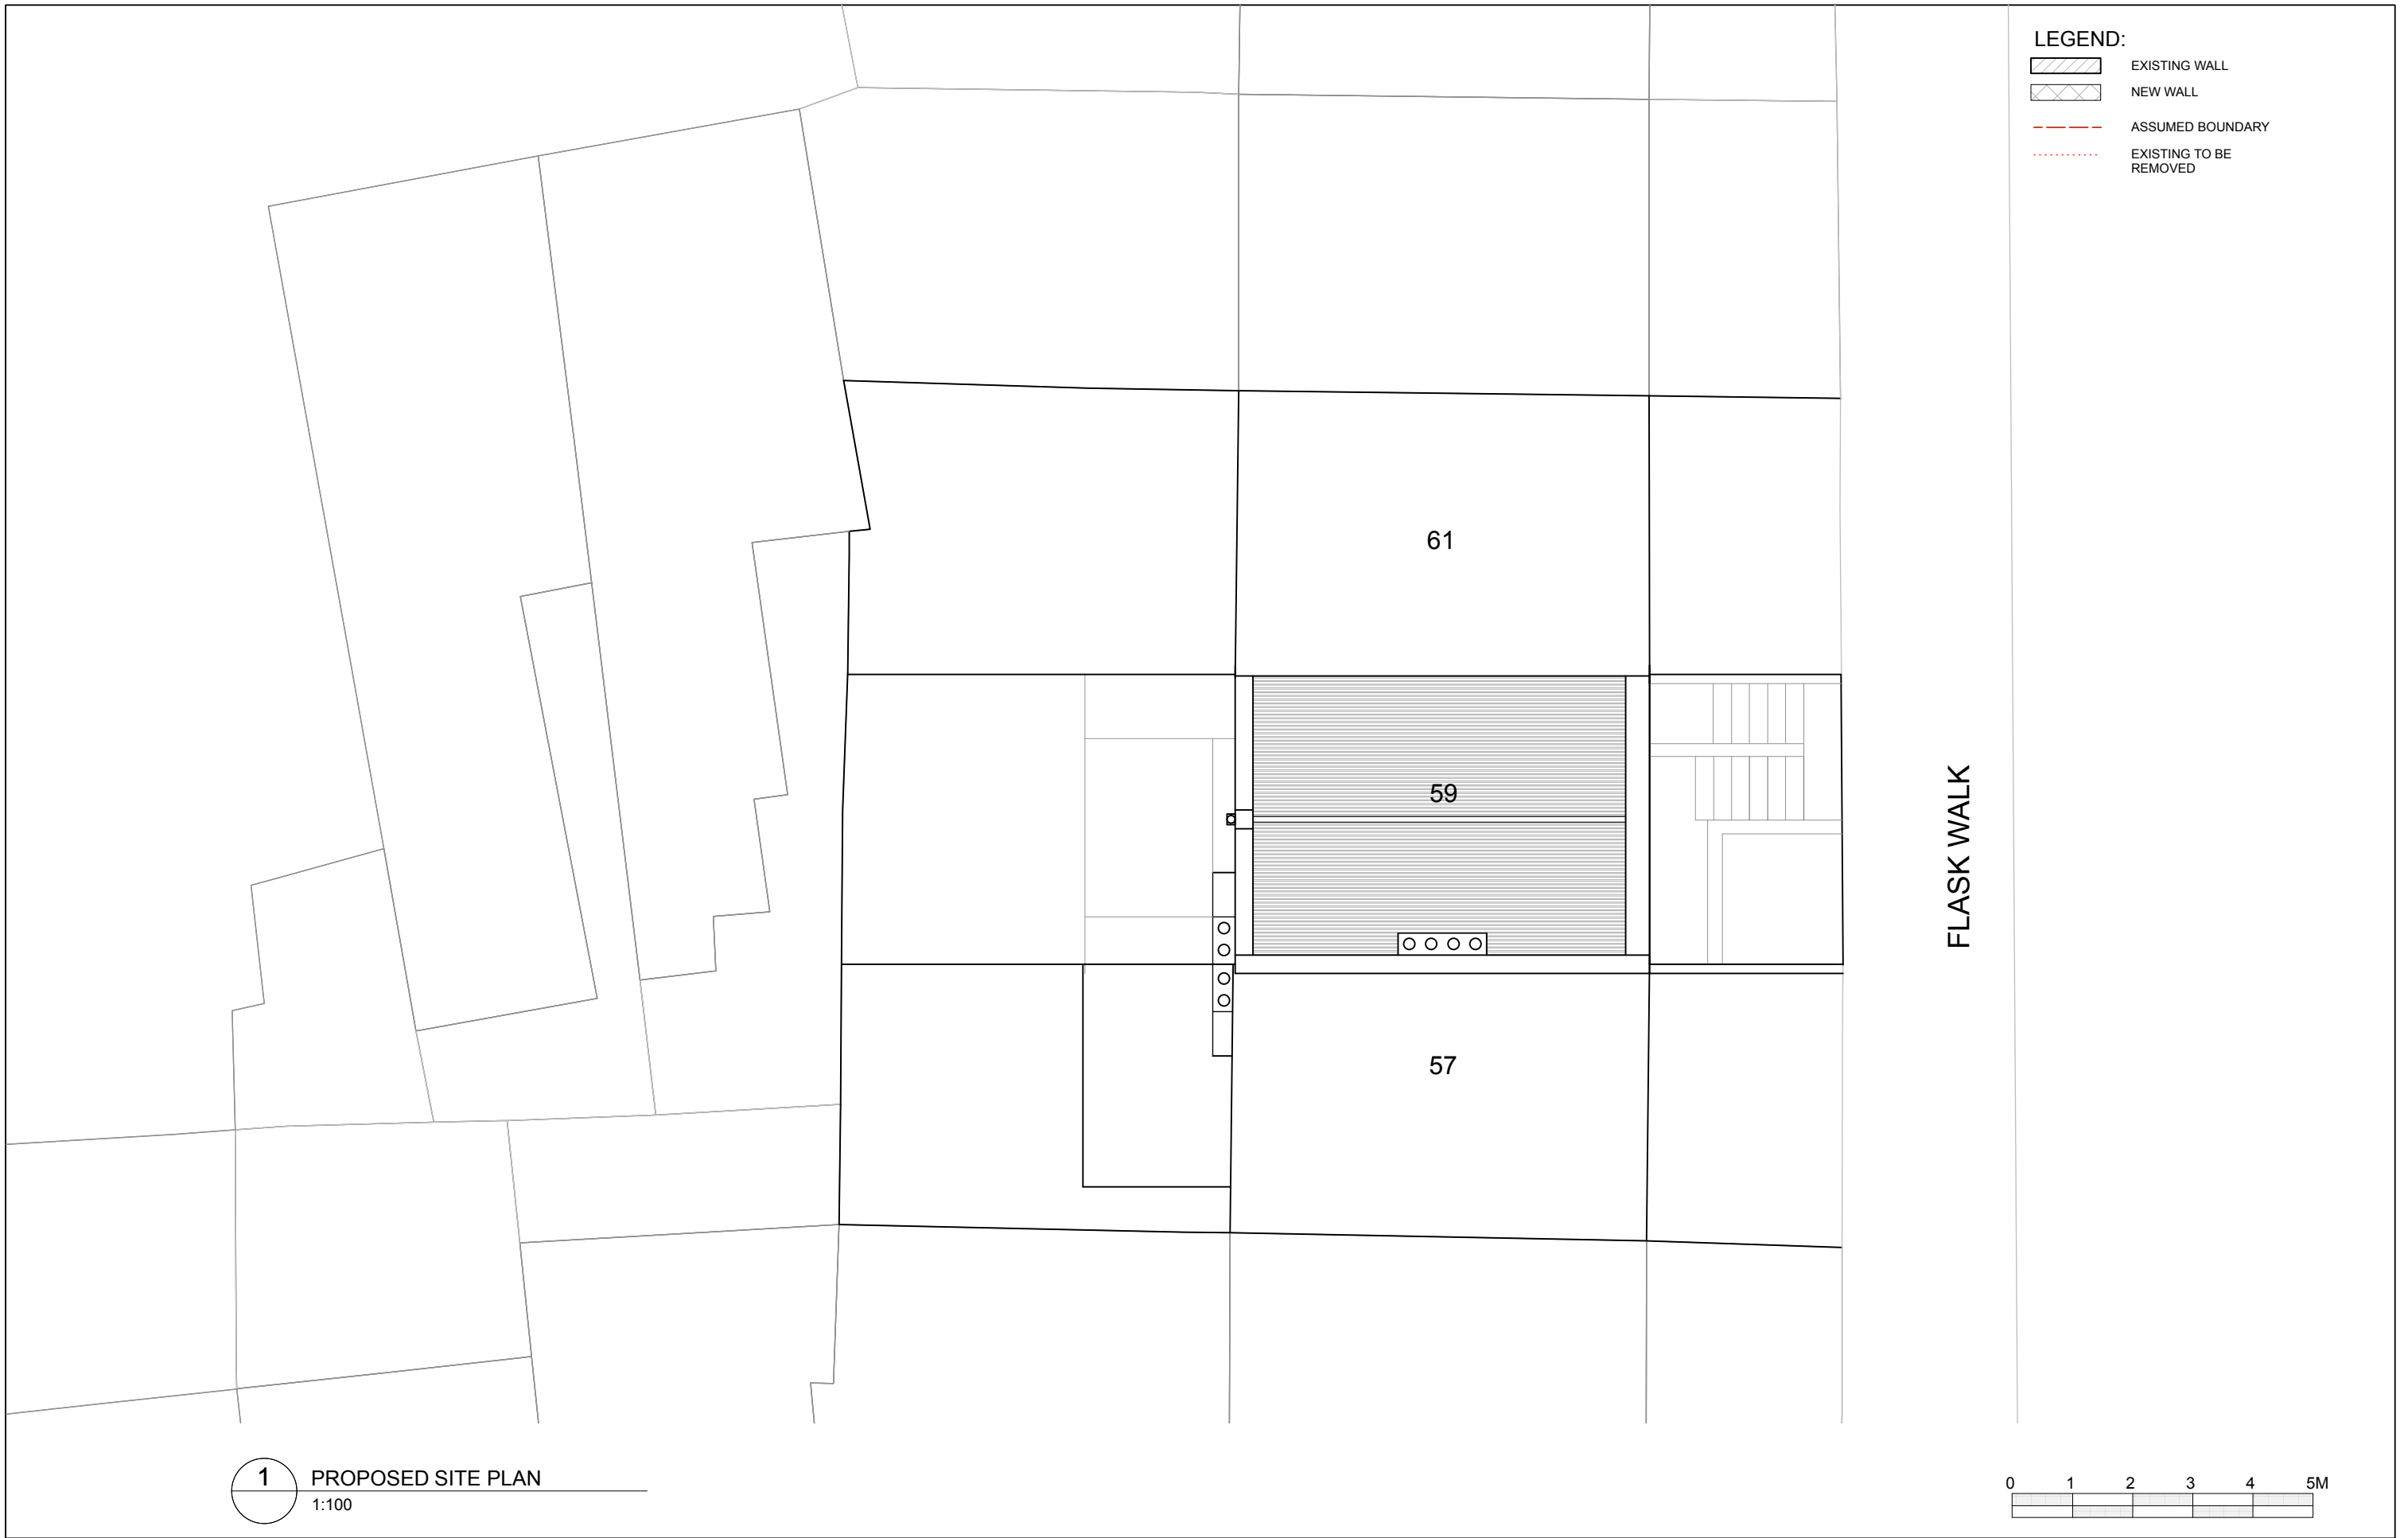 LEGEND:
EXISTING WALL
NEW WALL
ASSUMED BOUNDARY
EXISTING TO BE
REMOVED
61
59
FLASK WALK
57
1
PROPOSED SITE PLAN
1:100
0 1 2 3 4 5M